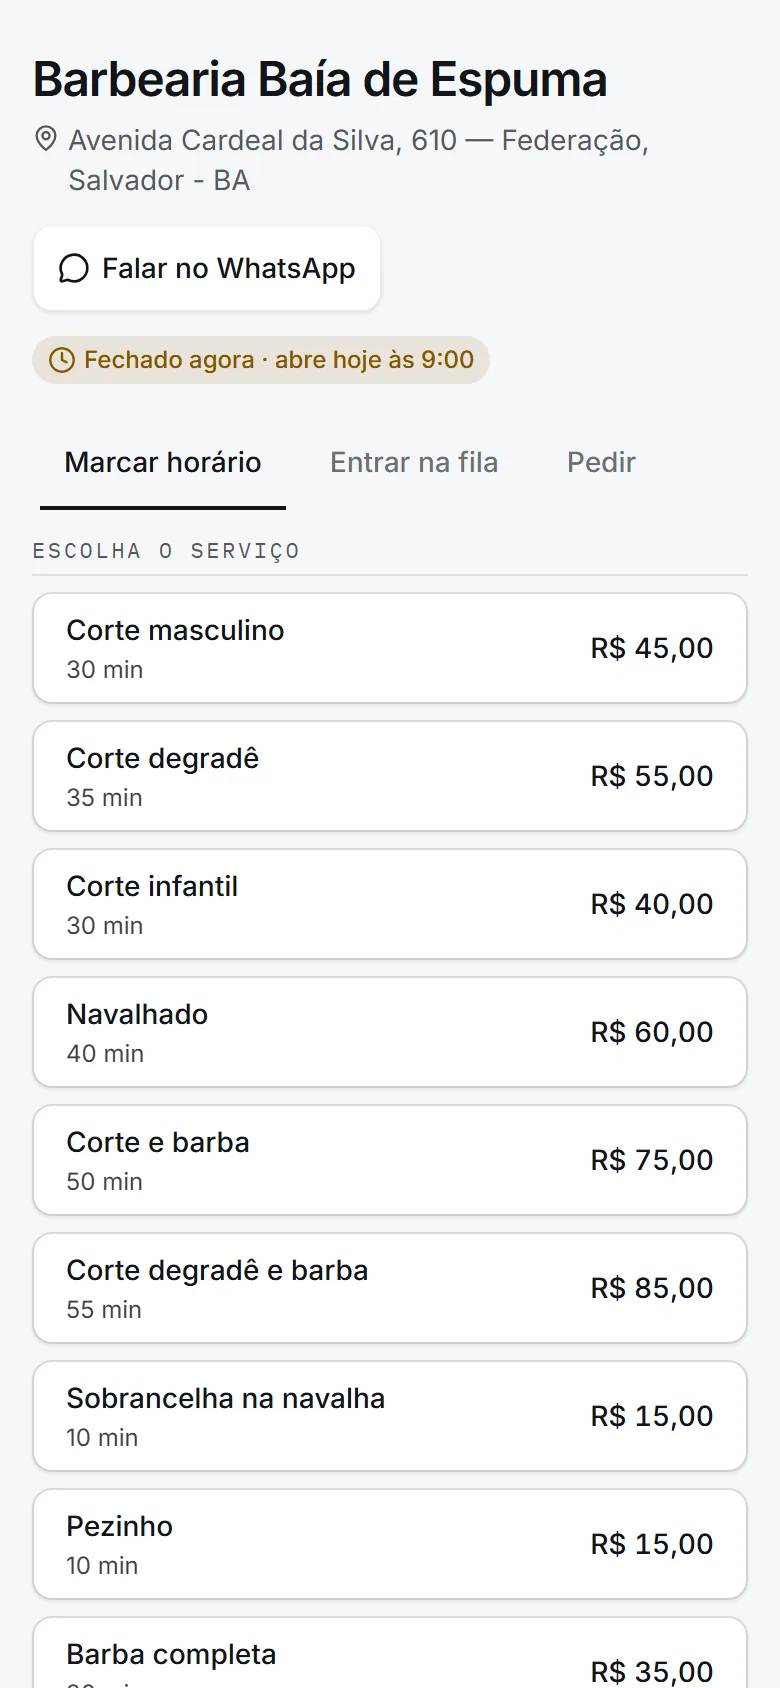 Barbearia Baía de Espuma
Avenida Cardeal da Silva, 610 — Federação,
Salvador - BA
Falar no WhatsApp
Fechado agora · abre hoje às 9:00
Marcar horário
Entrar na fila
Pedir
ESCOLHA O SERVIÇO
Corte masculino
R$ 45,00
30 min
Corte degradê
R$ 55,00
35 min
Corte infantil
R$ 40,00
30 min
Navalhado
R$ 60,00
40 min
Corte e barba
R$ 75,00
50 min
Corte degradê e barba
R$ 85,00
55 min
Sobrancelha na navalha
R$ 15,00
10 min
Pezinho
R$ 15,00
10 min
Barba completa
R$ 35,00